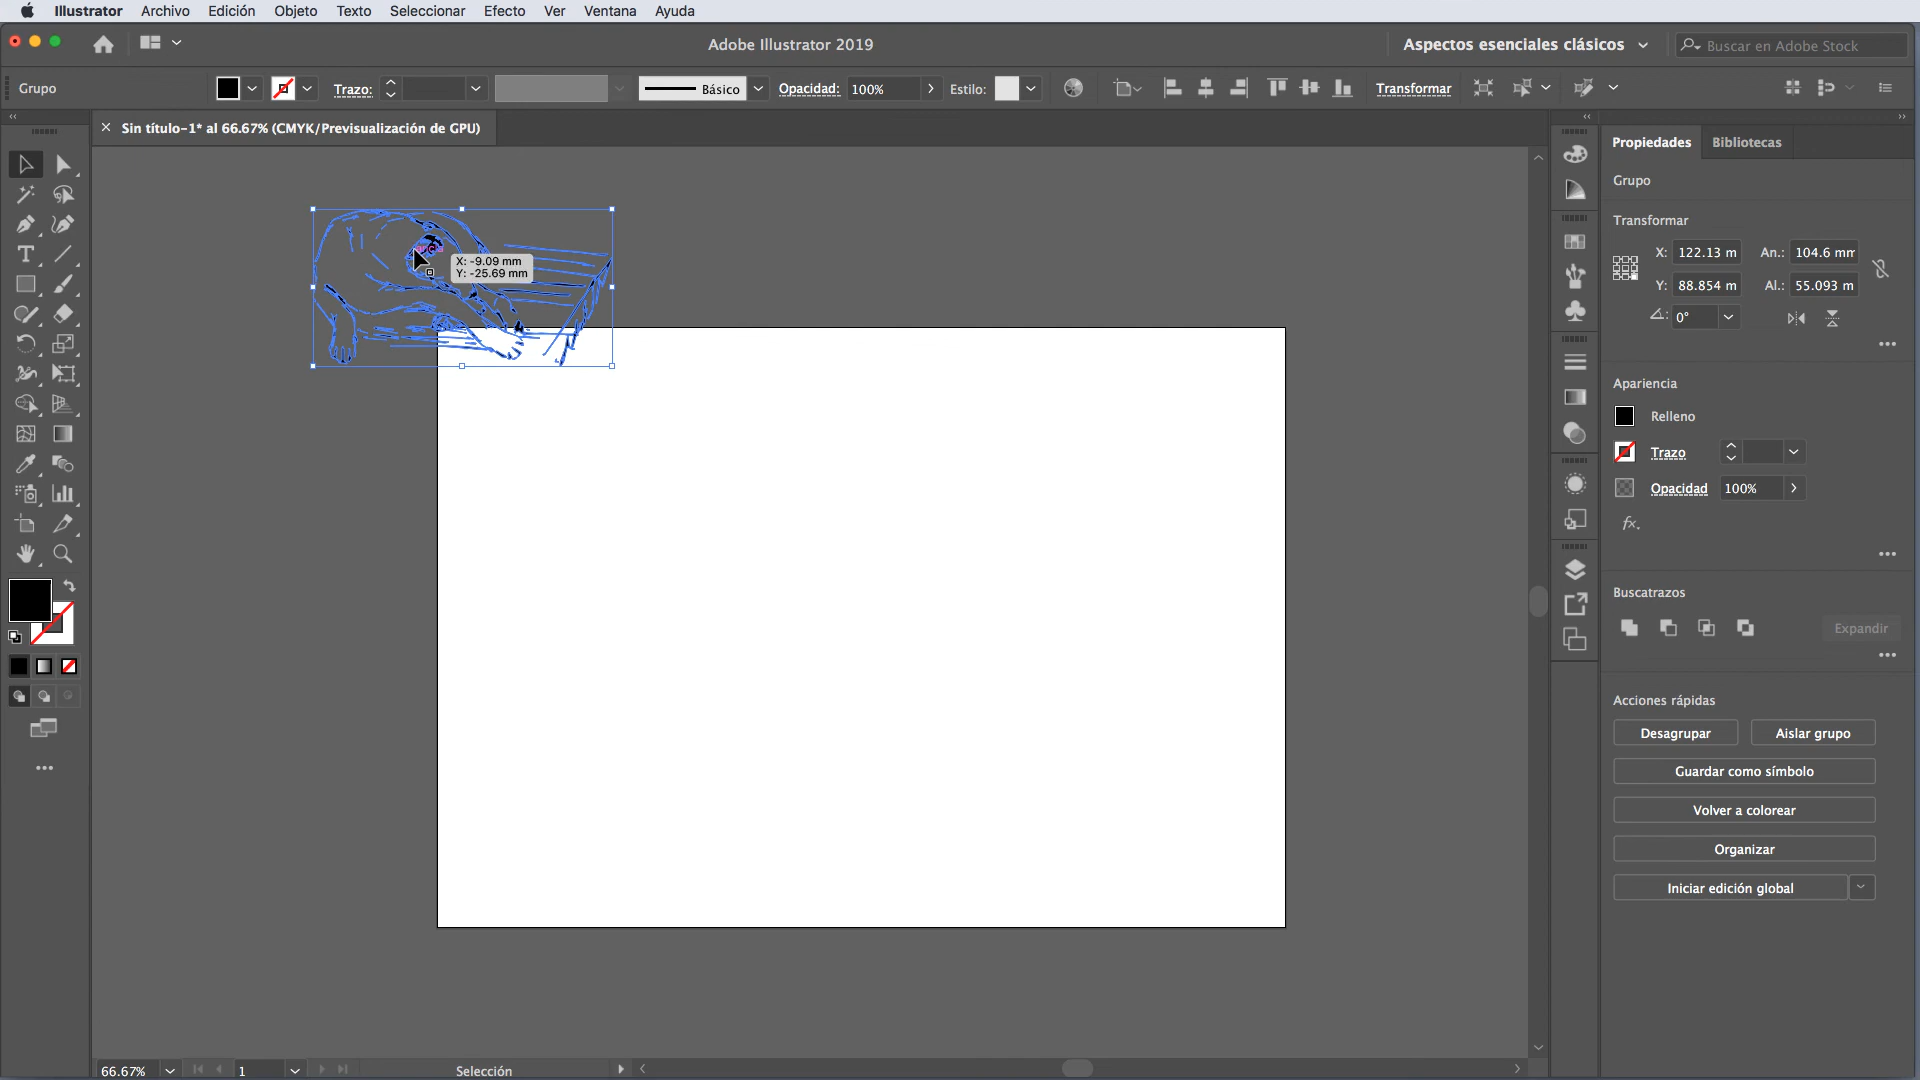 Illustrator Archivo Edición Objeto Texto Seleccionar Efecto Ver Ventana Ayuda
Adobe Illustrator 2019
Aspectos esenciales clásicos
Buscar en Adobe Stock
Grupo
Trazo:
Básico
Opacidad: 100%
Estilo:
Transformar
Sin título-1* al 66.67% (CMYK/Previsualización de GPU)
Propiedades Bibliotecas
Grupo
Transformar
X: 122.13 m An.: 104.6 mm
Y: 88.854 m Al.: 55.093 m
0°
X: -9.09 mm
Y: -25.69 mm
Apariencia
Relleno
Trazo
Opacidad 100%
fx.
Buscatrazos
Expandir
Acciones rápidas
Desagrupar Aislar grupo
Guardar como símbolo
Volver a colorear
Organizar
Iniciar edición global
66.67% 1 Selección